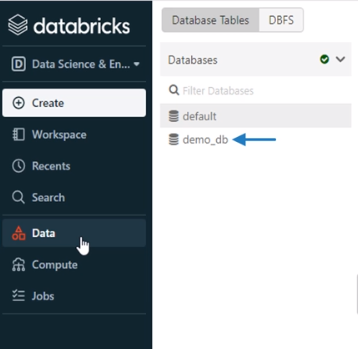 databricks
D Data Science & En...
Create
Workspace
Recents
Search
Data
Compute
Jobs
Database Tables
DBFS
Databases
Filter Databases
default
demo_db